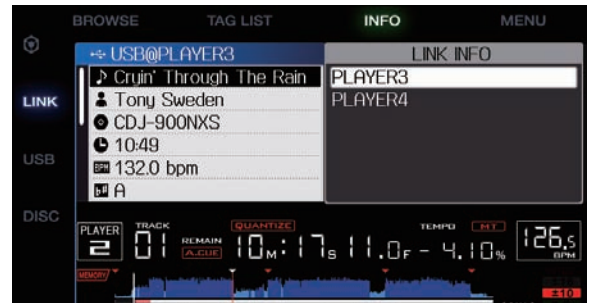 BROWSE TAG LIST INFO MENU
USB@PLAYER3 LINK INFO
Cruin' Through The Rain PLAYER3
LINK Tony Sweden PLAYER4
CDJ-900NXS
10:49
USB BPM 132.0 bpm
A
DISC
PLAYER TRACK QUANTIZE TEMPO MT
2 01 REMAIN A.CUE 10M:17S11.0F -4.10% 126.5 BPM
MEMORY
±10